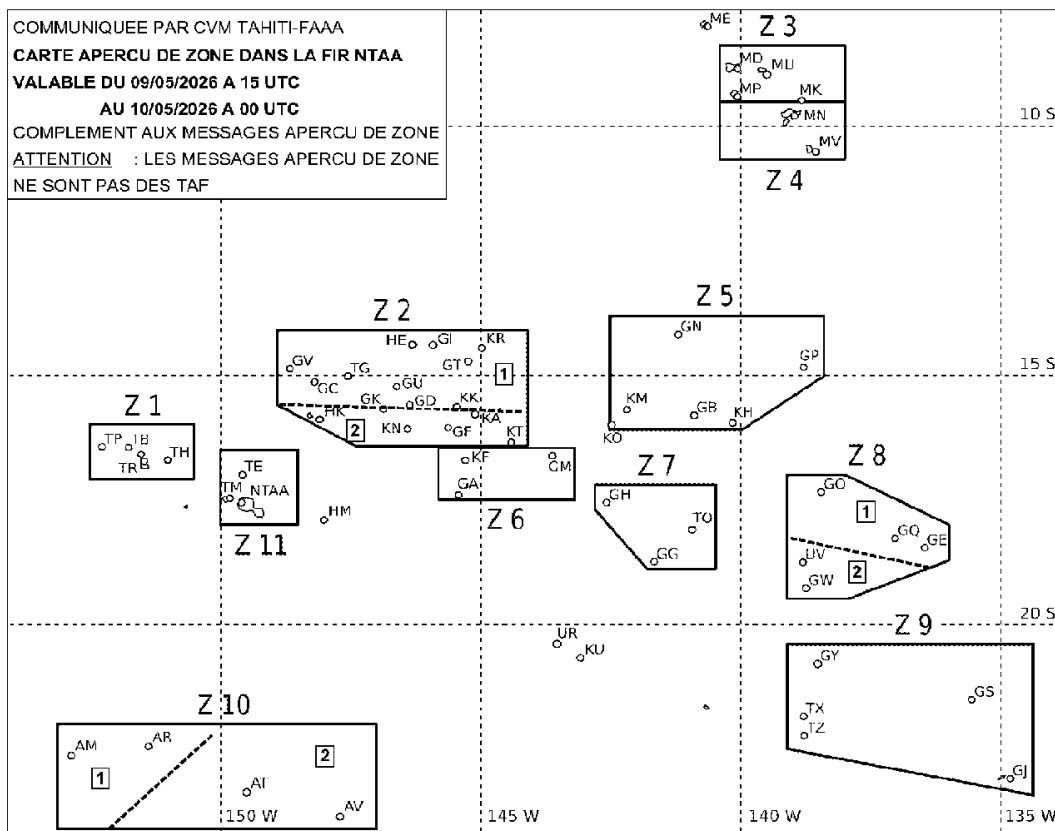 COMMUNIQUEE PAR CVM TAHITI-FAAA
CARTE APERCU DE ZONE DANS LA FIR NTAA
VALABLE DU 09/05/2026 A 15 UTC
AU 10/05/2026 A 00 UTC
COMPLEMENT AUX MESSAGES APERCU DE ZONE
ATTENTION : LES MESSAGES APERCU DE ZONE
NE SONT PAS DES TAF
ME
Z 3
MD
MU
MP
MK
10 S
MN
MV
Z 4
Z 2
HE
GI
KR
GV
TG
GT
GC
GU
1
GK
GD
KK
HK
KA
2
KN
GF
KT
Z 5
GN
GP
15 S
KM
GB
KH
KO
Z 1
TP
TB
TR
TH
TE
TM
NTAA
Z 11
HM
KF
GM
GA
Z 6
Z 7
GH
TO
GG
Z 8
GO
1
GQ
GE
UV
2
GW
20 S
UR
KU
Z 9
GY
GS
TX
TZ
GJ
Z 10
AM
AR
2
1
AT
AV
150 W
145 W
140 W
135 W